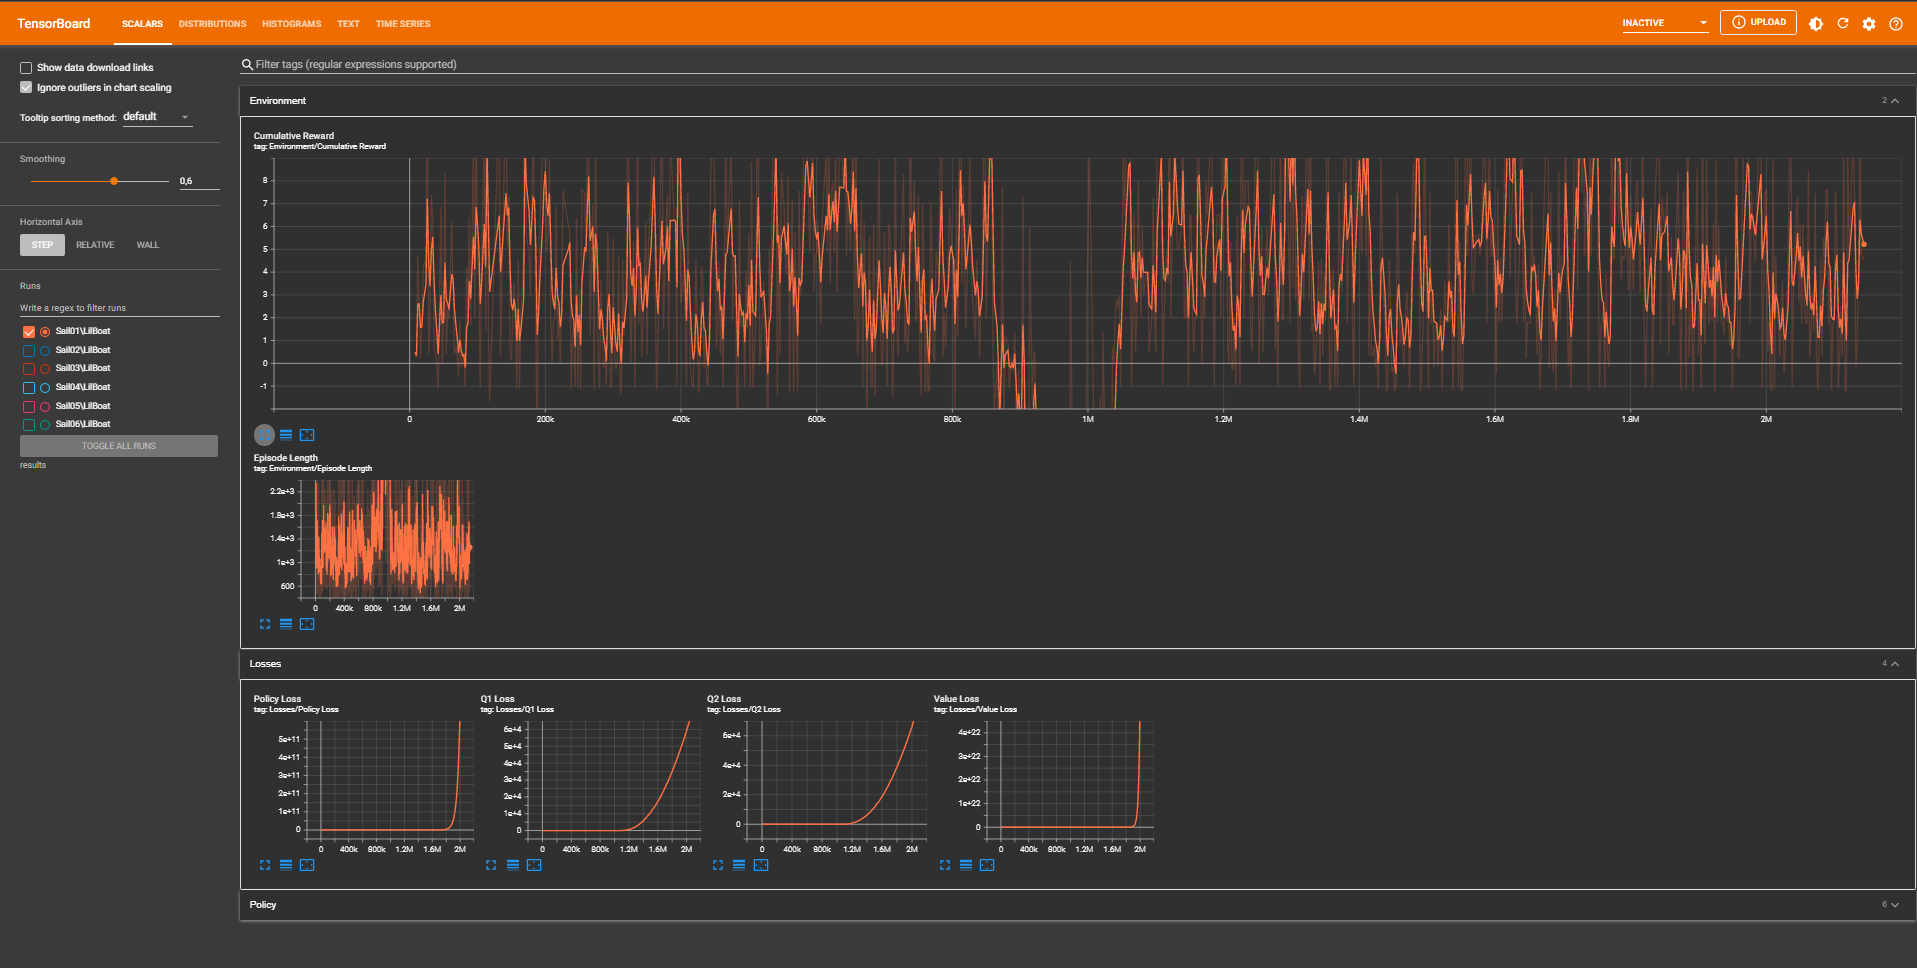 TensorBoard SCALARS DISTRIBUTIONS HISTOGRAMS TEXT TIME SERIES INACTIVE UPLOAD
Show data download links
Ignore outliers in chart scaling
Tooltip sorting method: default
Smoothing
0,6
Horizontal Axis
STEP RELATIVE WALL
Runs
Write a regex to filter runs
Sail01\LilBoat
Sail02\LilBoat
Sail03\LilBoat
Sail04\LilBoat
Sail05\LilBoat
Sail06\LilBoat
TOGGLE ALL RUNS
results
Filter tags (regular expressions supported)
Environment 2
Cumulative Reward
tag: Environment/Cumulative Reward
8
7
6
5
4
3
2
1
0
-1
0 200k 400k 600k 800k 1M 1.2M 1.4M 1.6M 1.8M 2M
Episode Length
tag: Environment/Episode Length
2.2e+3
1.8e+3
1.4e+3
1e+3
600
0 400k 800k 1.2M 1.6M 2M
Losses 4
Policy Loss
tag: Losses/Policy Loss
5e+11
4e+11
3e+11
2e+11
1e+11
0
0 400k 800k 1.2M 1.6M 2M
Q1 Loss
tag: Losses/Q1 Loss
6e+4
5e+4
4e+4
3e+4
2e+4
1e+4
0
0 400k 800k 1.2M 1.6M 2M
Q2 Loss
tag: Losses/Q2 Loss
6e+4
4e+4
2e+4
0
0 400k 800k 1.2M 1.6M 2M
Value Loss
tag: Losses/Value Loss
4e+22
3e+22
2e+22
1e+22
0
0 400k 800k 1.2M 1.6M 2M
Policy 6